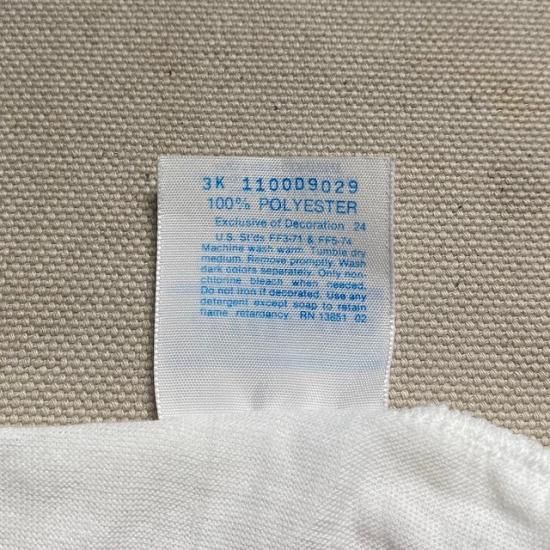 3K 1100D9029
100% POLYESTER
Exclusive of Decoration 24
U.S. St'ds FF3-71 & FF5-74
Machine wash warm. Tumble dry
medium. Remove promptly. Wash
dark colors separately. Only non-
chlorine bleach when needed.
Do not iron if decorated. Use any
detergent except soap to retain
flame retardancy. RN 13851 02